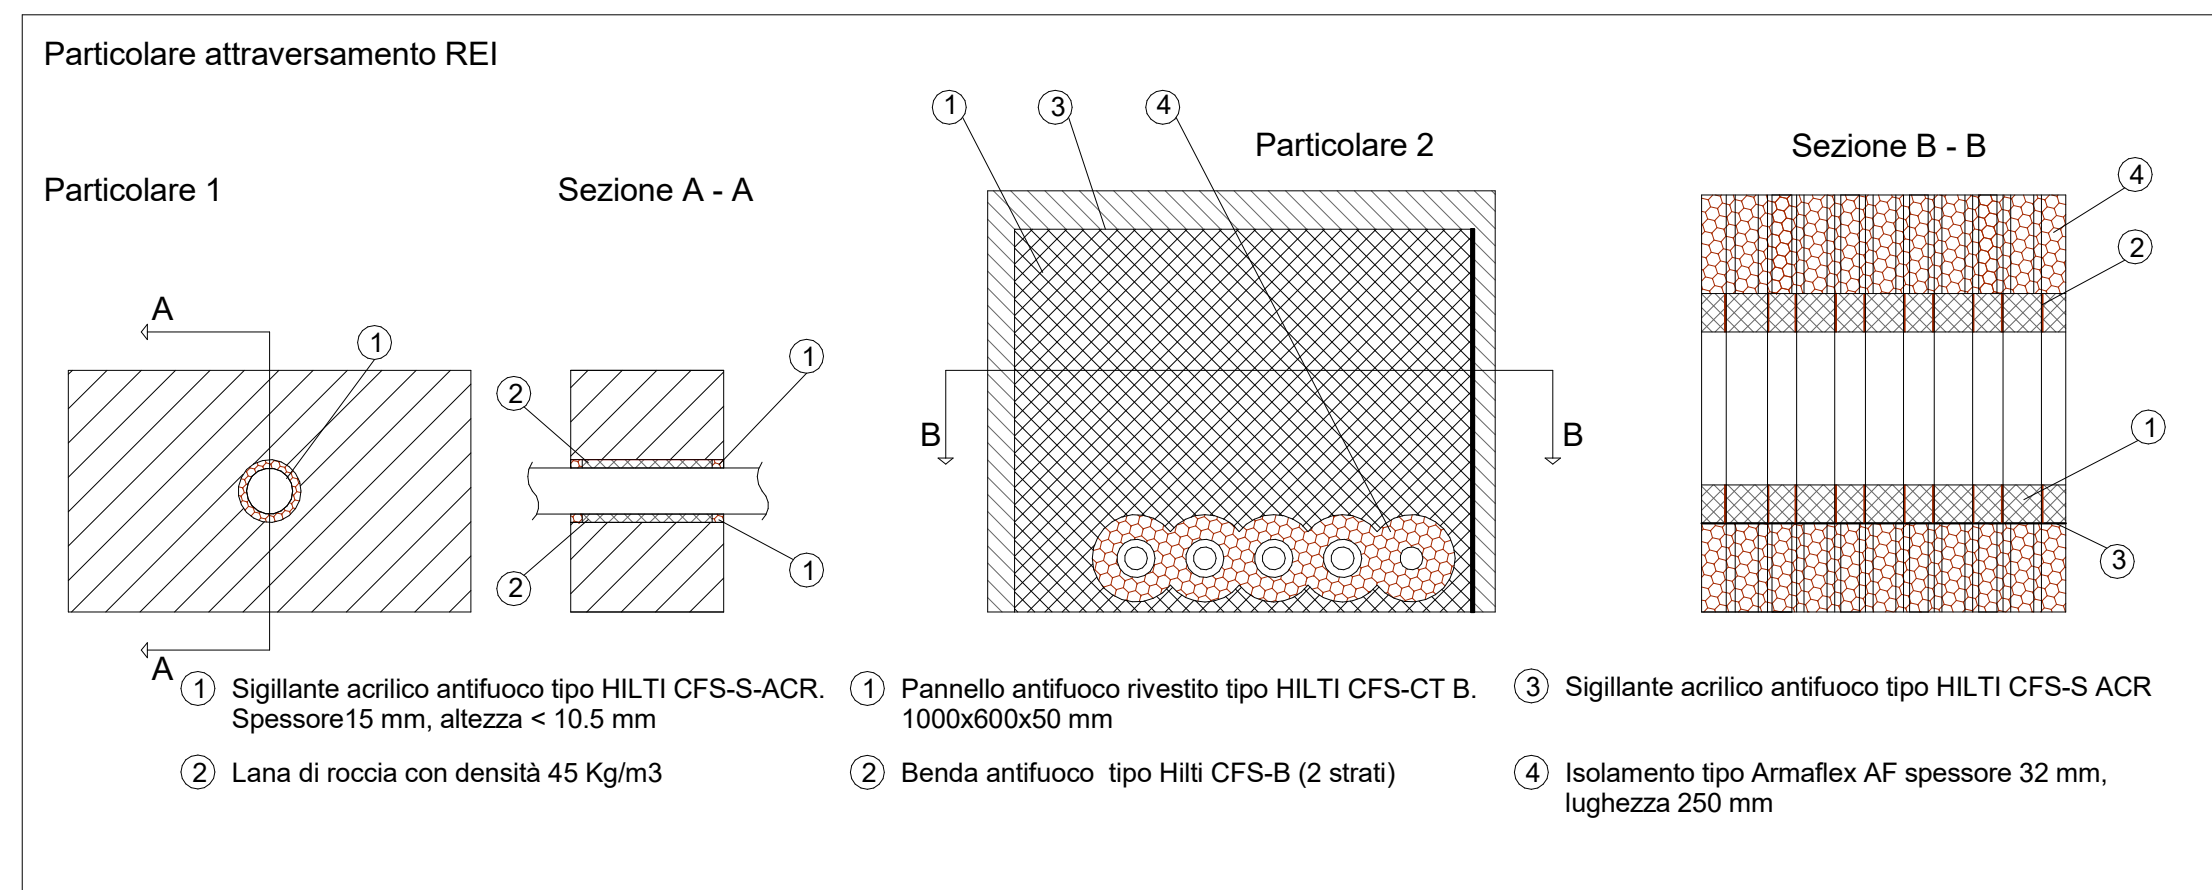 Particolare attraversamento REI
1
3
4
Particolare 2
Sezione B - B
4
Particolare 1
Sezione A - A
2
A
1
1
2
B
B
1
2
1
3
A
1 Sigillante acrilico antifuoco tipo HILTI CFS-S-ACR.
Spessore15 mm, altezza < 10.5 mm
2 Lana di roccia con densità 45 Kg/m3
1 Pannello antifuoco rivestito tipo HILTI CFS-CT B.
1000x600x50 mm
2 Benda antifuoco tipo Hilti CFS-B (2 strati)
3 Sigillante acrilico antifuoco tipo HILTI CFS-S ACR
4 Isolamento tipo Armaflex AF spessore 32 mm,
lughezza 250 mm